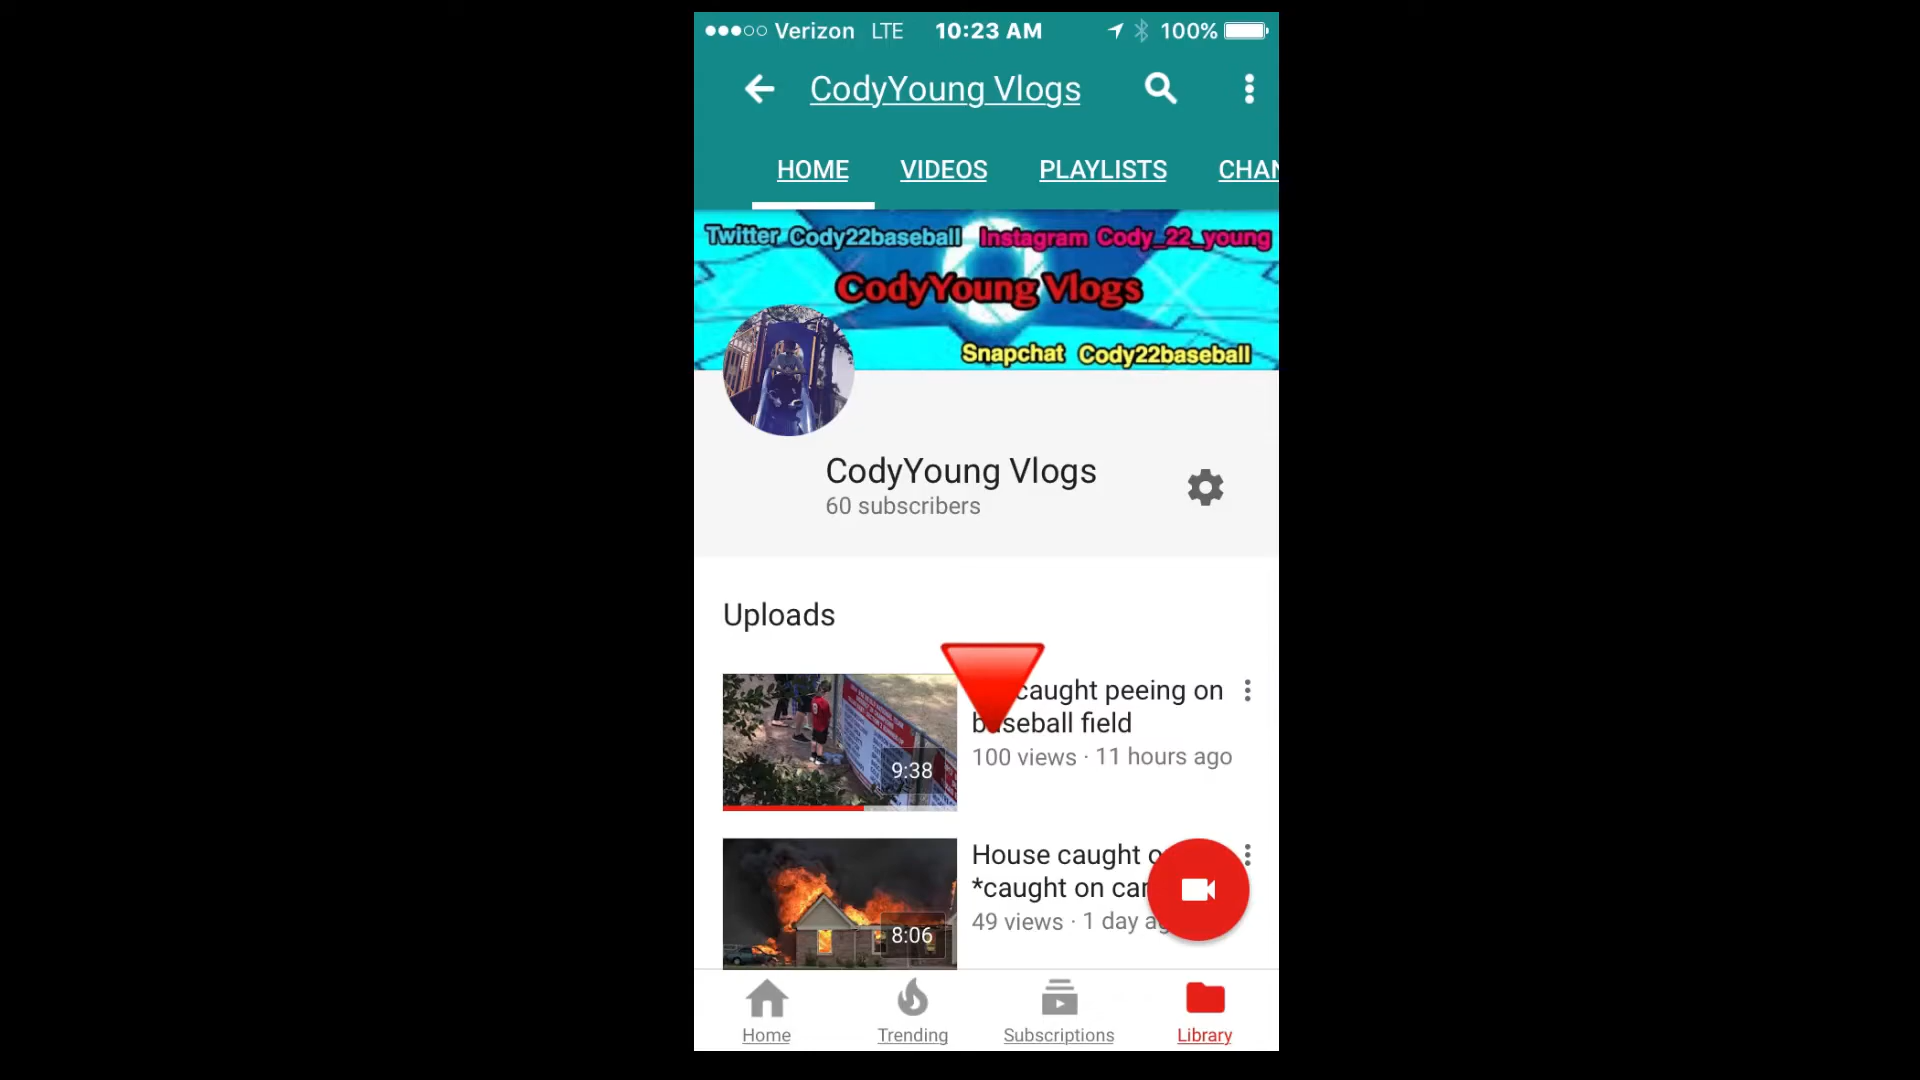 Verizon LTE 10:23 AM 100%
CodyYoung Vlogs
HOME VIDEOS PLAYLISTS CHAN
Twitter Cody22baseball Instagram Cody_22_young
CodyYoung Vlogs
Snapchat Cody22baseball
CodyYoung Vlogs
60 subscribers
Uploads
caught peeing on
baseball field
100 views · 11 hours ago
9:38
House caught
*caught on
49 views · 1 day
8:06
Home Trending Subscriptions Library